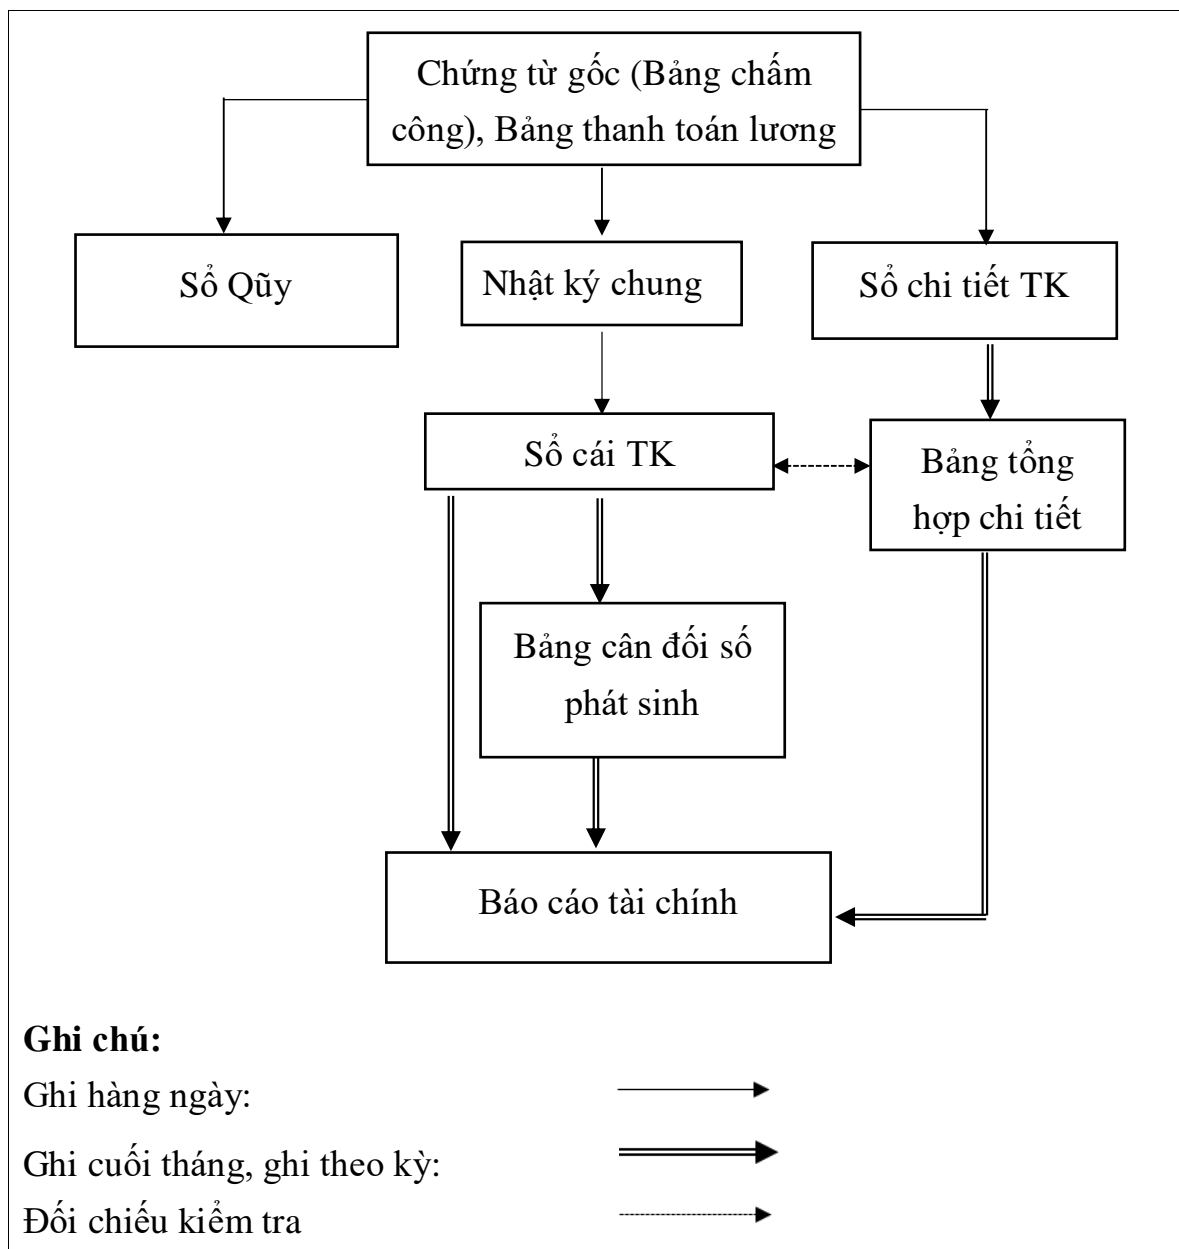 Chứng từ gốc (Bảng chấm
công), Bảng thanh toán lương
Sổ Qũy
Nhật ký chung
Sổ chi tiết TK
Sổ cái TK
Bảng tổng
hợp chi tiết
Bảng cân đối số
phát sinh
Báo cáo tài chính
Ghi chú:
Ghi hàng ngày:
Ghi cuối tháng, ghi theo kỳ:
Đối chiếu kiểm tra